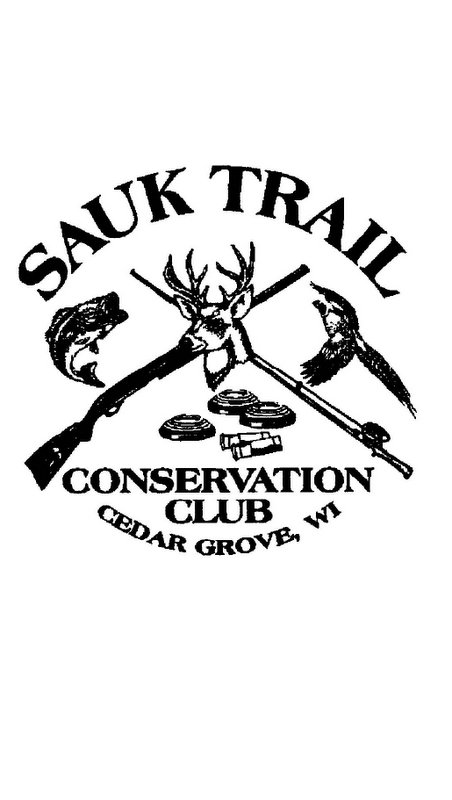 SAUK TRAIL
CONSERVATION
CLUB
CEDAR GROVE, WI